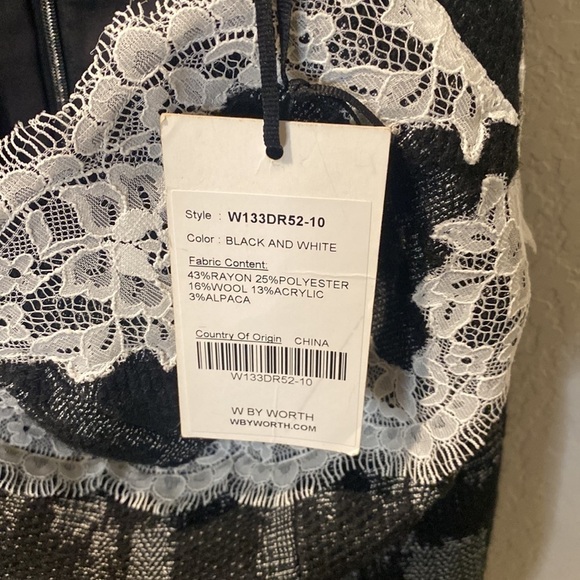 Style : W133DR52-10
Color : BLACK AND WHITE
Fabric Content:
43%RAYON 25%POLYESTER
16%WOOL 13%ACRYLIC
3%ALPACA
Country Of Origin CHINA
W133DR52-10
W BY WORTH
WBYWORTH.COM